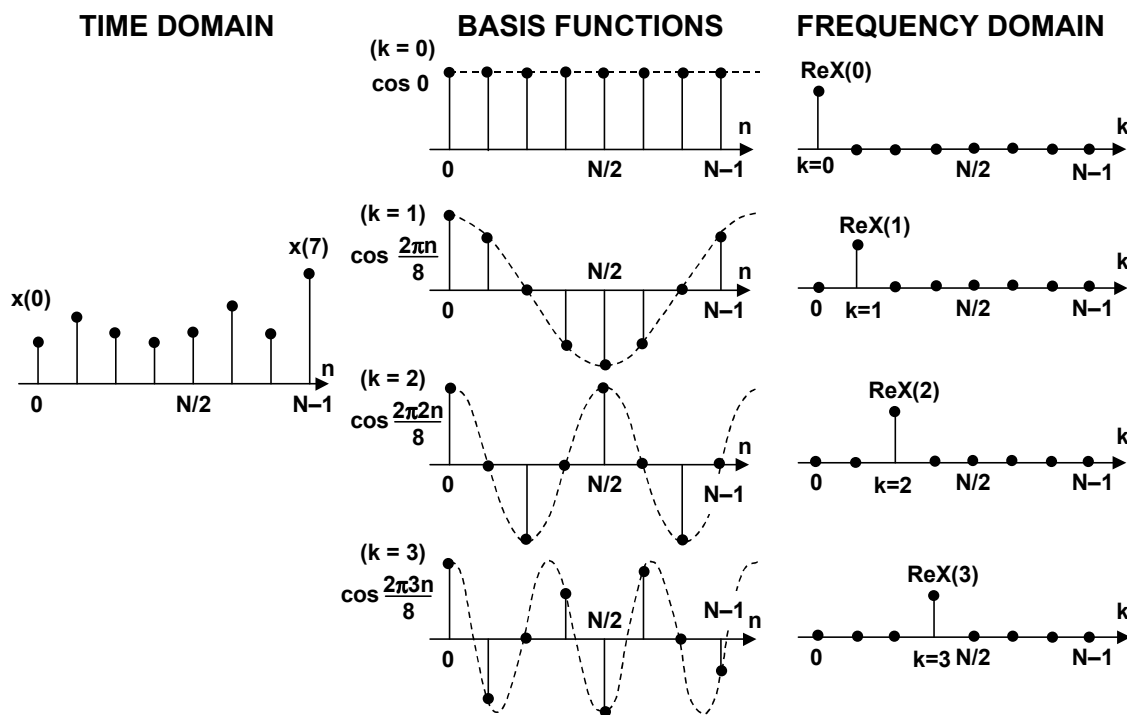 TIME DOMAIN
BASIS FUNCTIONS
FREQUENCY DOMAIN
x(0)
x(7)
n
0
N/2
N–1
(k = 0)
cos 0
n
0
N/2
N–1
ReX(0)
k
k=0
N/2
N–1
(k = 1)
cos 2πn/8
N/2
n
0
N–1
ReX(1)
k
0
k=1
N/2
N–1
(k = 2)
cos 2π2n/8
n
0
N/2
N–1
ReX(2)
k
0
k=2
N/2
N–1
(k = 3)
cos 2π3n/8
N/2
N–1
n
0
ReX(3)
k
0
k=3
N/2
N–1